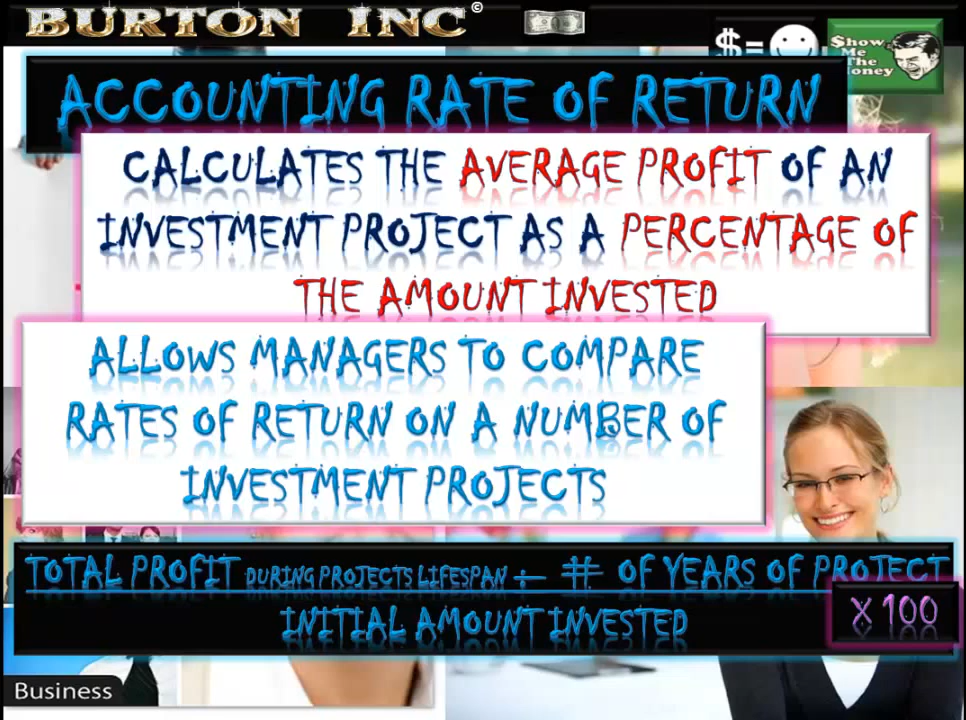 BURTON INC©
$=
Show
Me
The
Money
ACCOUNTING RATE OF RETURN
CALCULATES THE AVERAGE PROFIT OF AN
INVESTMENT PROJECT AS A PERCENTAGE OF
THE AMOUNT INVESTED
ALLOWS MANAGERS TO COMPARE
RATES OF RETURN ON A NUMBER OF
INVESTMENT PROJECTS
TOTAL PROFIT DURING PROJECTS LIFESPAN ÷ # OF YEARS OF PROJECT
INITIAL AMOUNT INVESTED
X 100
Business